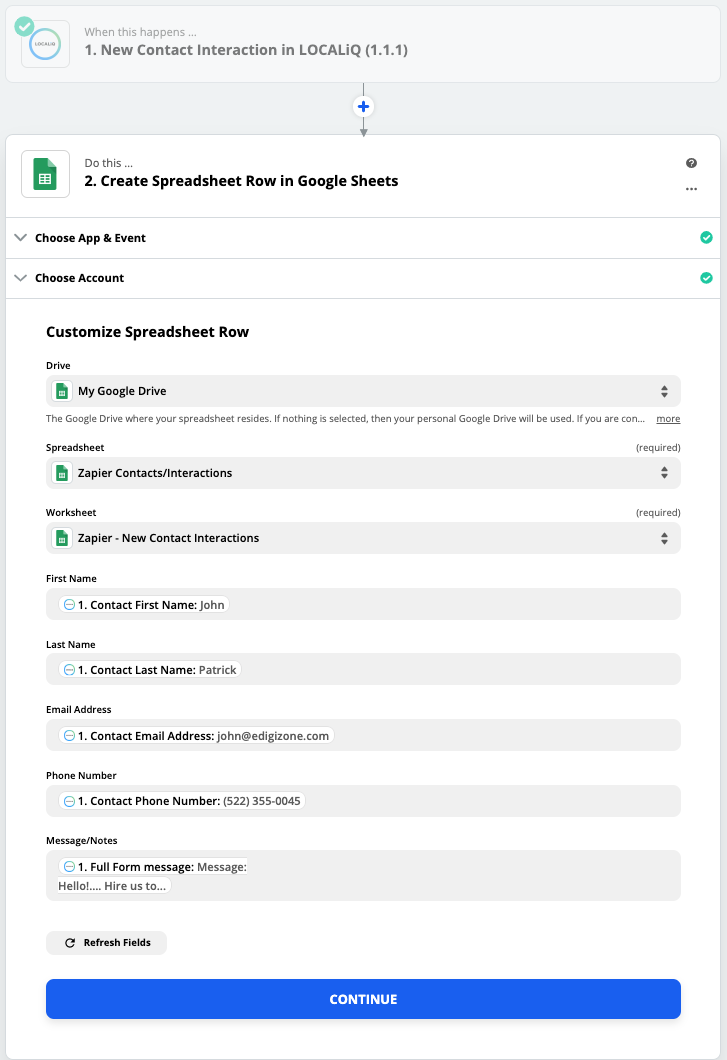 When this happens ...
LOCALiQ
1. New Contact Interaction in LOCALiQ (1.1.1)
Do this ...
2. Create Spreadsheet Row in Google Sheets
Choose App & Event
Choose Account
Customize Spreadsheet Row
Drive
My Google Drive
The Google Drive where your spreadsheet resides. If nothing is selected, then your personal Google Drive will be used. If you are con... more
Spreadsheet (required)
Zapier Contacts/Interactions
Worksheet (required)
Zapier - New Contact Interactions
First Name
1. Contact First Name: John
Last Name
1. Contact Last Name: Patrick
Email Address
1. Contact Email Address: john@edigizone.com
Phone Number
1. Contact Phone Number: (522) 355-0045
Message/Notes
1. Full Form message: Message:
Hello!.... Hire us to...
Refresh Fields
CONTINUE